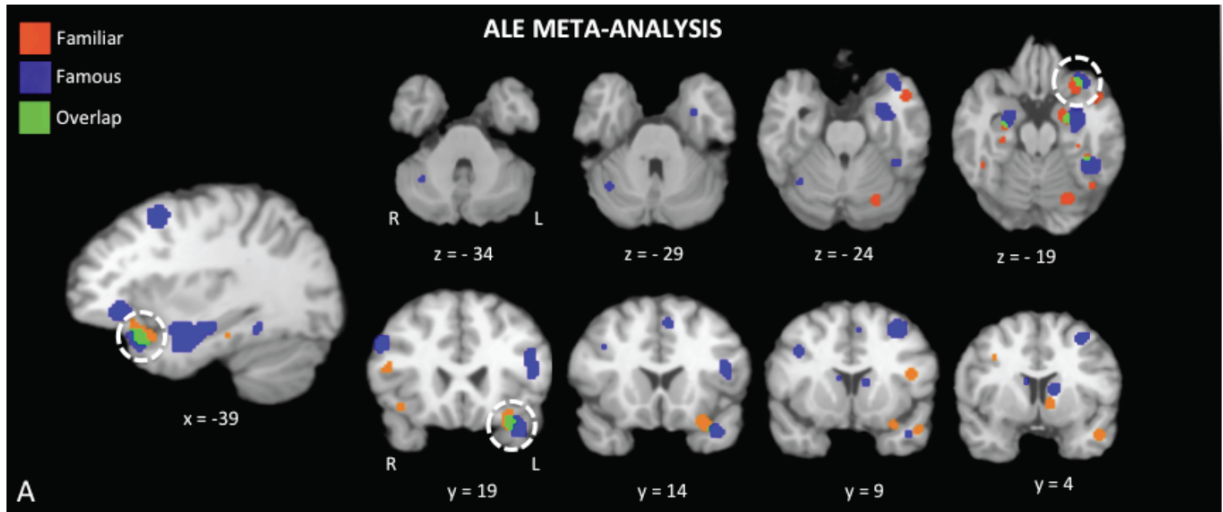 ALE META-ANALYSIS
Familiar
Famous
Overlap
R
L
z = - 34
z = - 29
z = - 24
z = - 19
x = -39
R
L
y = 19
y = 14
y = 9
y = 4
A